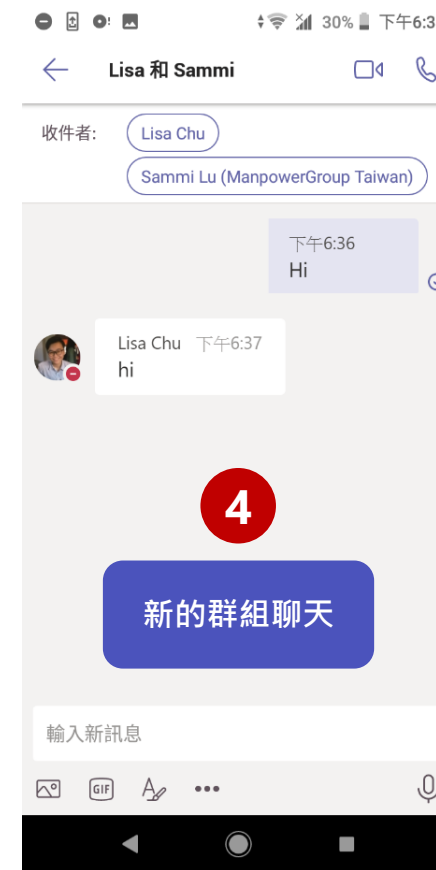 30% 下午6:3
Lisa 和 Sammi
收件者:
Lisa Chu
Sammi Lu (ManpowerGroup Taiwan)
下午6:36
Hi
Lisa Chu 下午6:37
hi
4
新的群組聊天
輸入新訊息
GIF